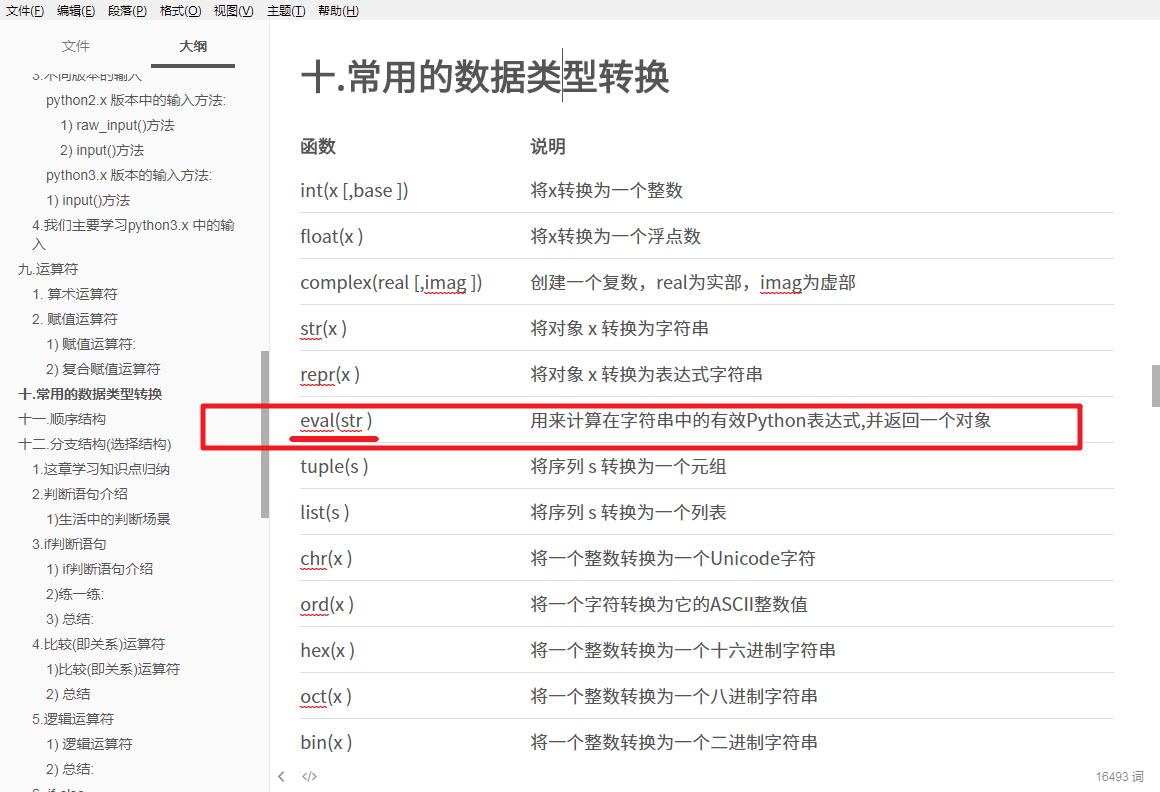 文件(F) 编辑(E) 段落(P) 格式(O) 视图(V) 主题(T) 帮助(H)
文件 大纲
3.不同版本的输入
python2.x 版本中的输入方法:
1) raw_input()方法
2) input()方法
python3.x 版本的输入方法:
1) input()方法
4.我们主要学习python3.x 中的输
入
九.运算符
1. 算术运算符
2. 赋值运算符
1) 赋值运算符:
2) 复合赋值运算符
十.常用的数据类型转换
十一.顺序结构
十二.分支结构(选择结构)
1.这章学习知识点归纳
2.判断语句介绍
1)生活中的判断场景
3.if判断语句
1) if判断语句介绍
2)练一练:
3) 总结:
4.比较(即关系)运算符
1)比较(即关系)运算符
2) 总结
5.逻辑运算符
1) 逻辑运算符
2) 总结:
十.常用的数据类型转换
函数 说明
int(x [,base ]) 将x转换为一个整数
float(x ) 将x转换为一个浮点数
complex(real [,imag ]) 创建一个复数，real为实部，imag为虚部
str(x ) 将对象 x 转换为字符串
repr(x ) 将对象 x 转换为表达式字符串
eval(str ) 用来计算在字符串中的有效Python表达式,并返回一个对象
tuple(s ) 将序列 s 转换为一个元组
list(s ) 将序列 s 转换为一个列表
chr(x ) 将一个整数转换为一个Unicode字符
ord(x ) 将一个字符转换为它的ASCII整数值
hex(x ) 将一个整数转换为一个十六进制字符串
oct(x ) 将一个整数转换为一个八进制字符串
bin(x ) 将一个整数转换为一个二进制字符串
</> 16493 词